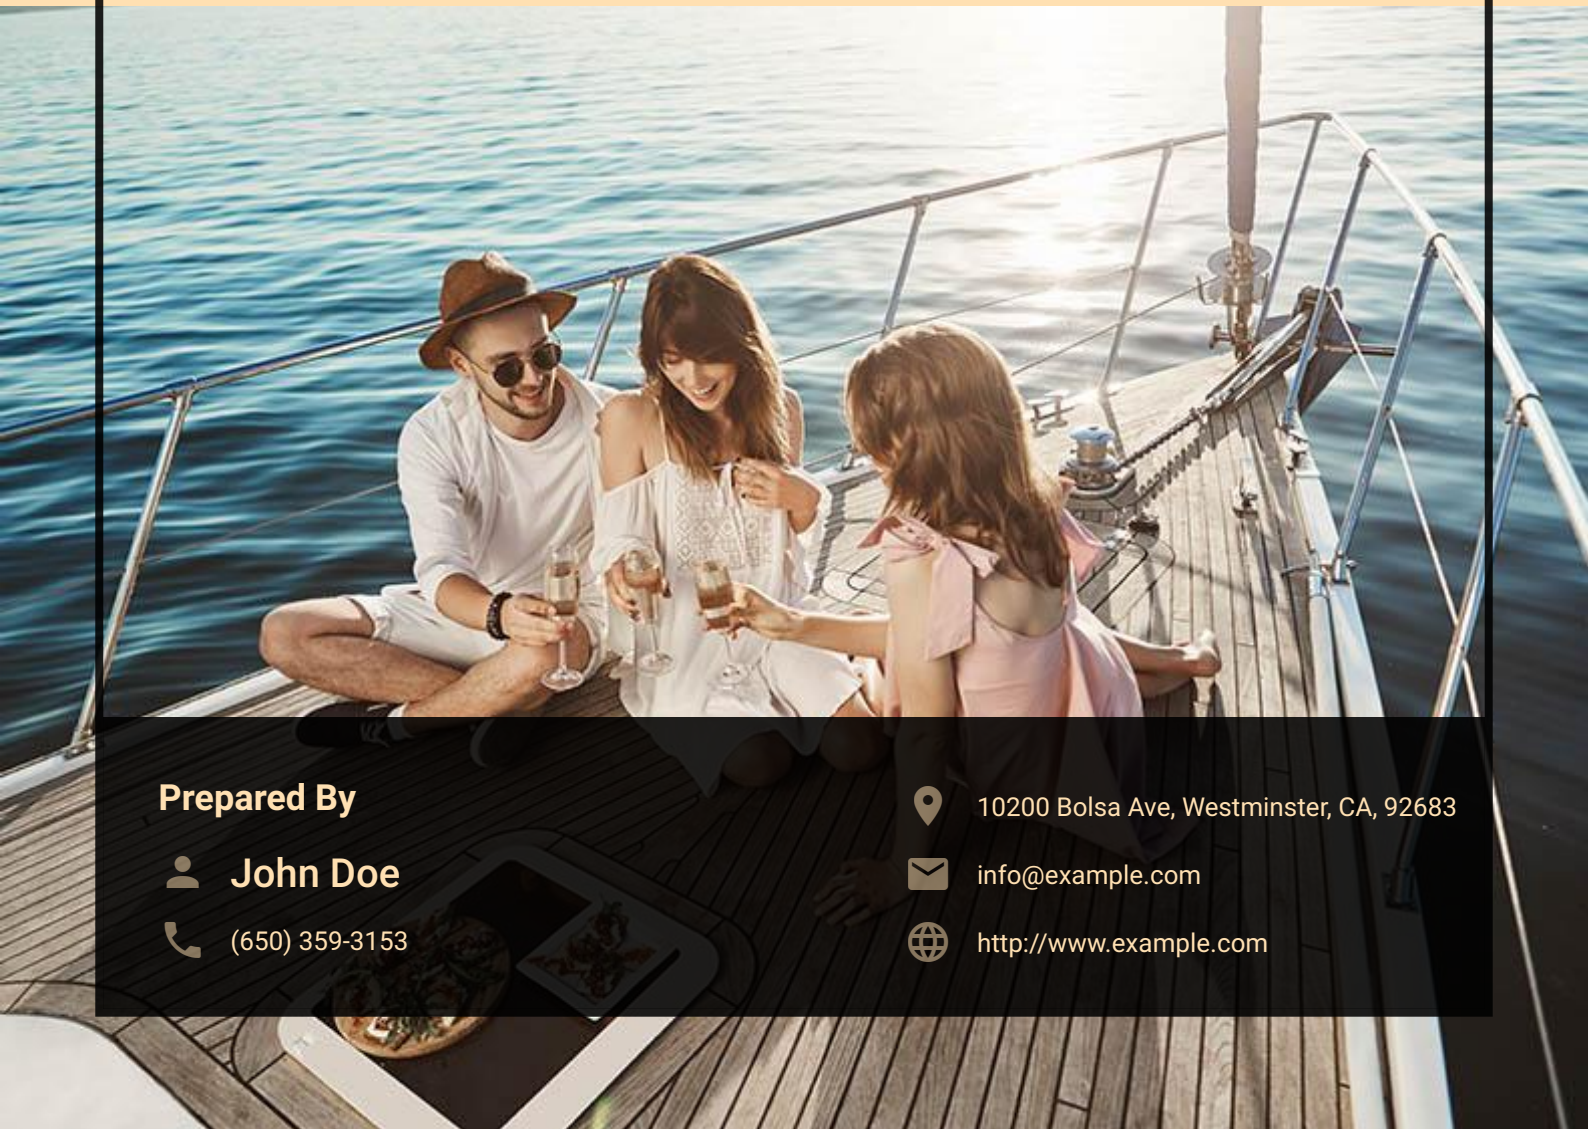 Prepared By
John Doe
(650) 359-3153
10200 Bolsa Ave, Westminster, CA, 92683
info@example.com
http://www.example.com